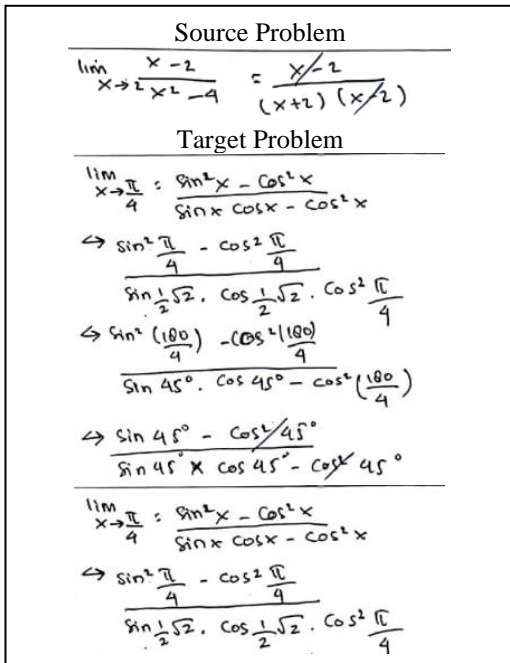 Source Problem
lim x→2 x - 2 / x² - 4 = x - 2 / (x+2) (x-2)
Target Problem
lim x→π/4 = sin²x - cos²x / sin x cos x - cos²x
↔ sin² π/4 - cos² π/4 / sin ½√2 . cos ½√2 . cos² π/4
↔ sin² (180/4) - cos² (180/4) / sin 45° . cos 45° - cos² (180/4)
↔ sin 45° - cos² 45° / sin 45° × cos 45° - cos² 45°
lim x→π/4 = sin²x - cos²x / sin x cos x - cos²x
↔ sin² π/4 - cos² π/4 / sin ½√2 . cos ½√2 . cos² π/4